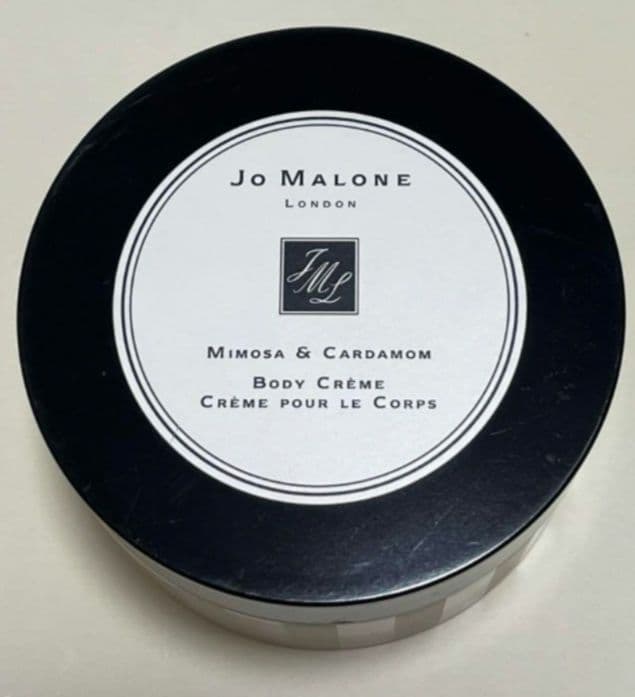 Jo Malone
London
JML
Mimosa & Cardamom
Body Crème
Crème pour le Corps